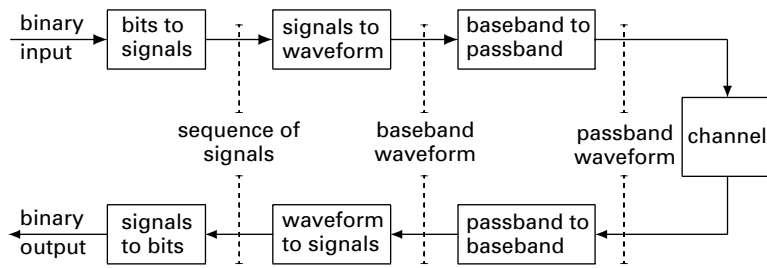 binary
input
bits to
signals
signals to
waveform
baseband to
passband
sequence of
signals
baseband
waveform
passband
waveform
channel
binary
output
signals
to bits
waveform
to signals
passband to
baseband